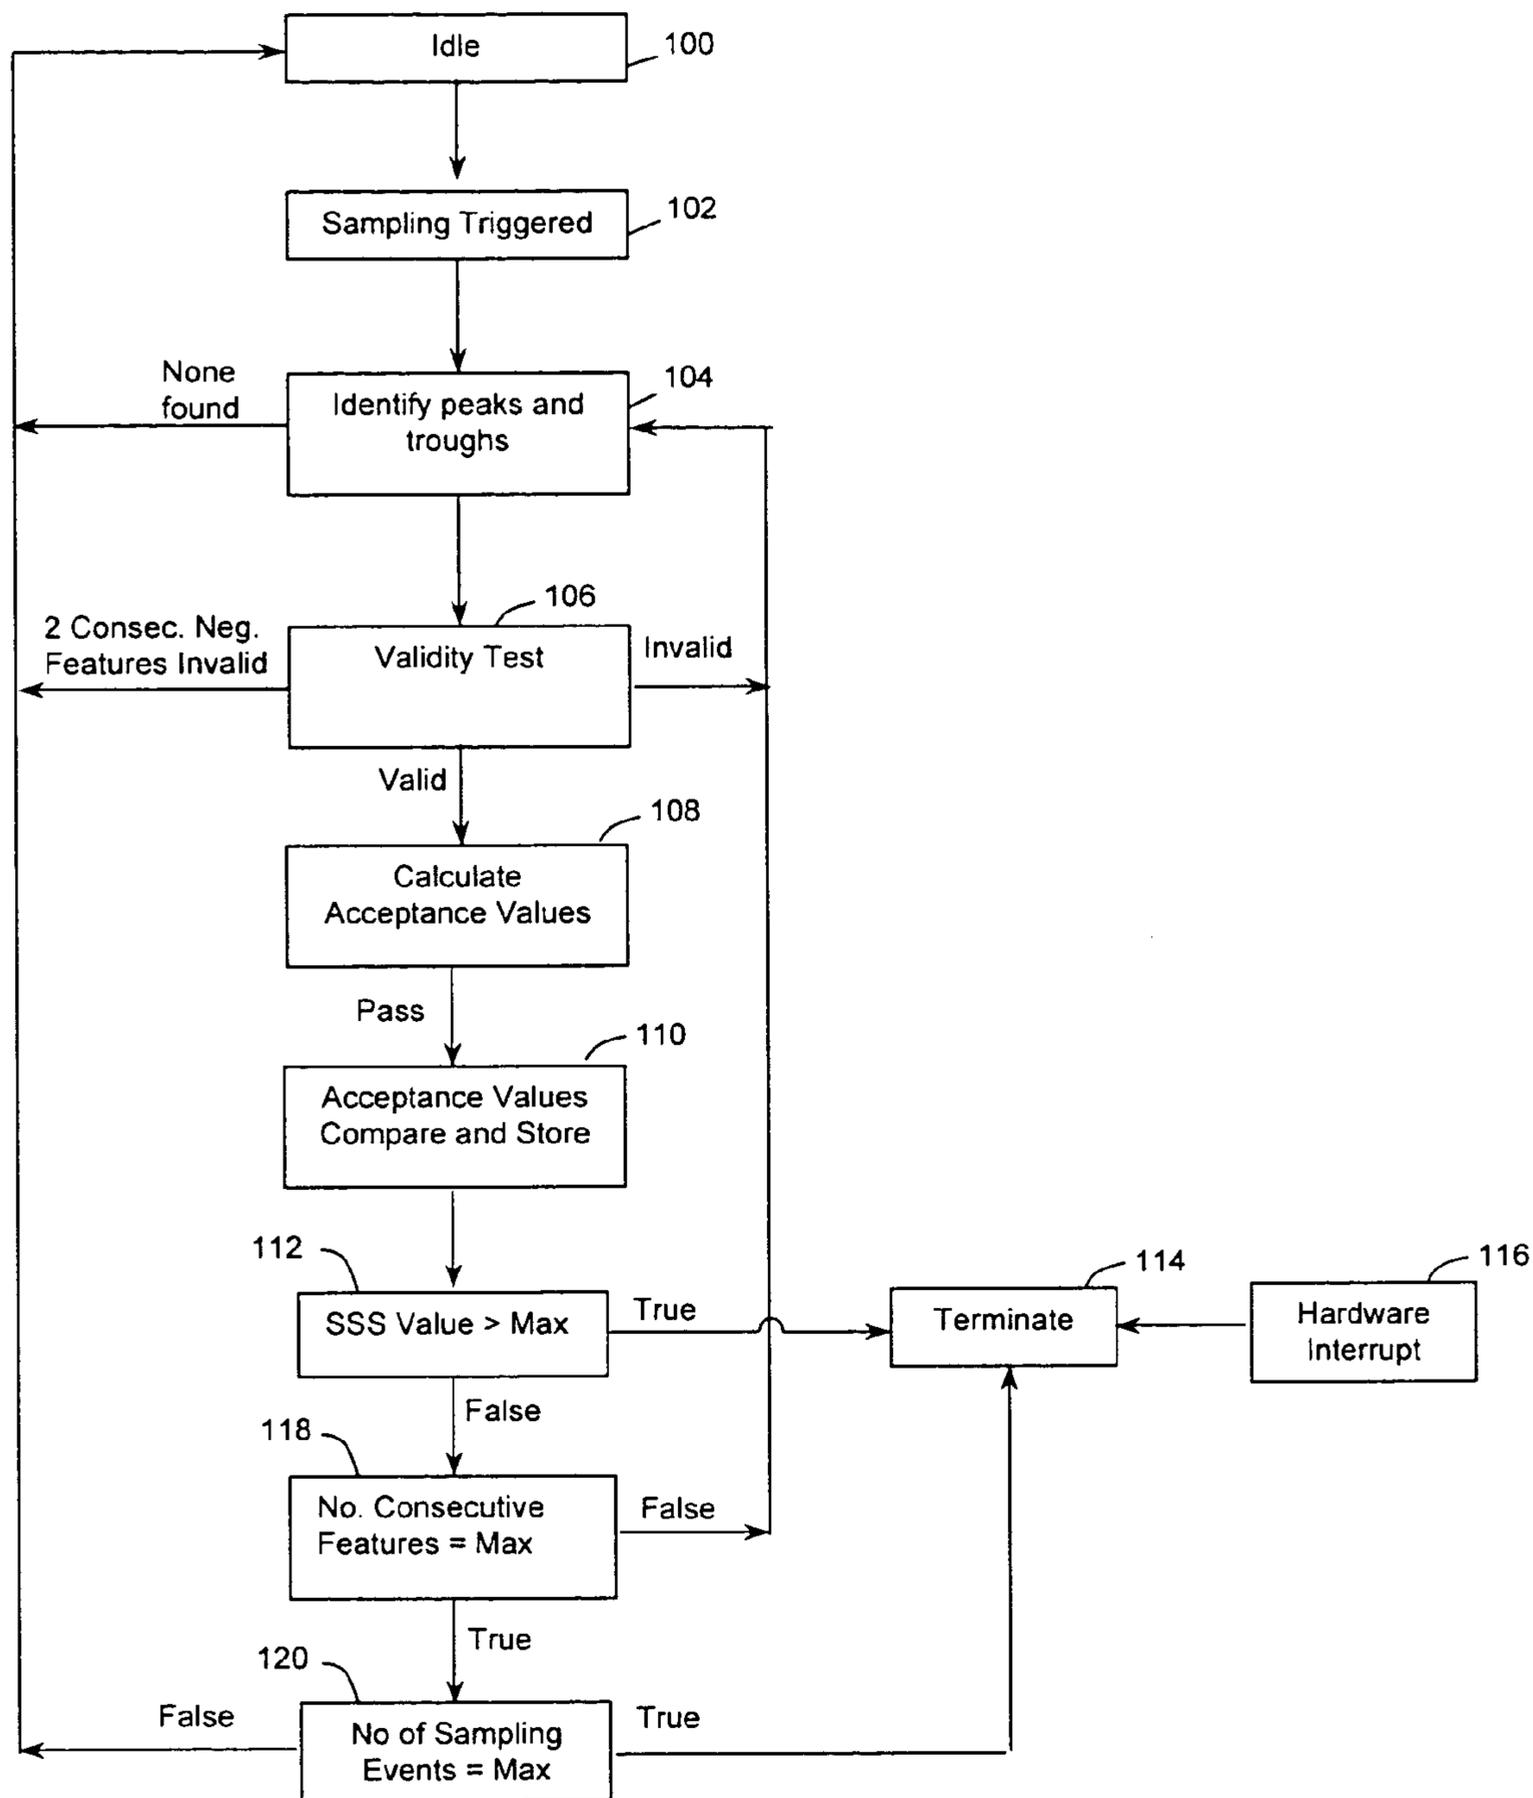 Idle
100
Sampling Triggered
102
None
found
Identify peaks and
troughs
104
106
2 Consec. Neg.
Features Invalid
Validity Test
Invalid
Valid
108
Calculate
Acceptance Values
Pass
110
Acceptance Values
Compare and Store
112
SSS Value > Max
True
114
Terminate
116
Hardware
Interrupt
False
118
No. Consecutive
Features = Max
False
True
120
False
No of Sampling
Events = Max
True